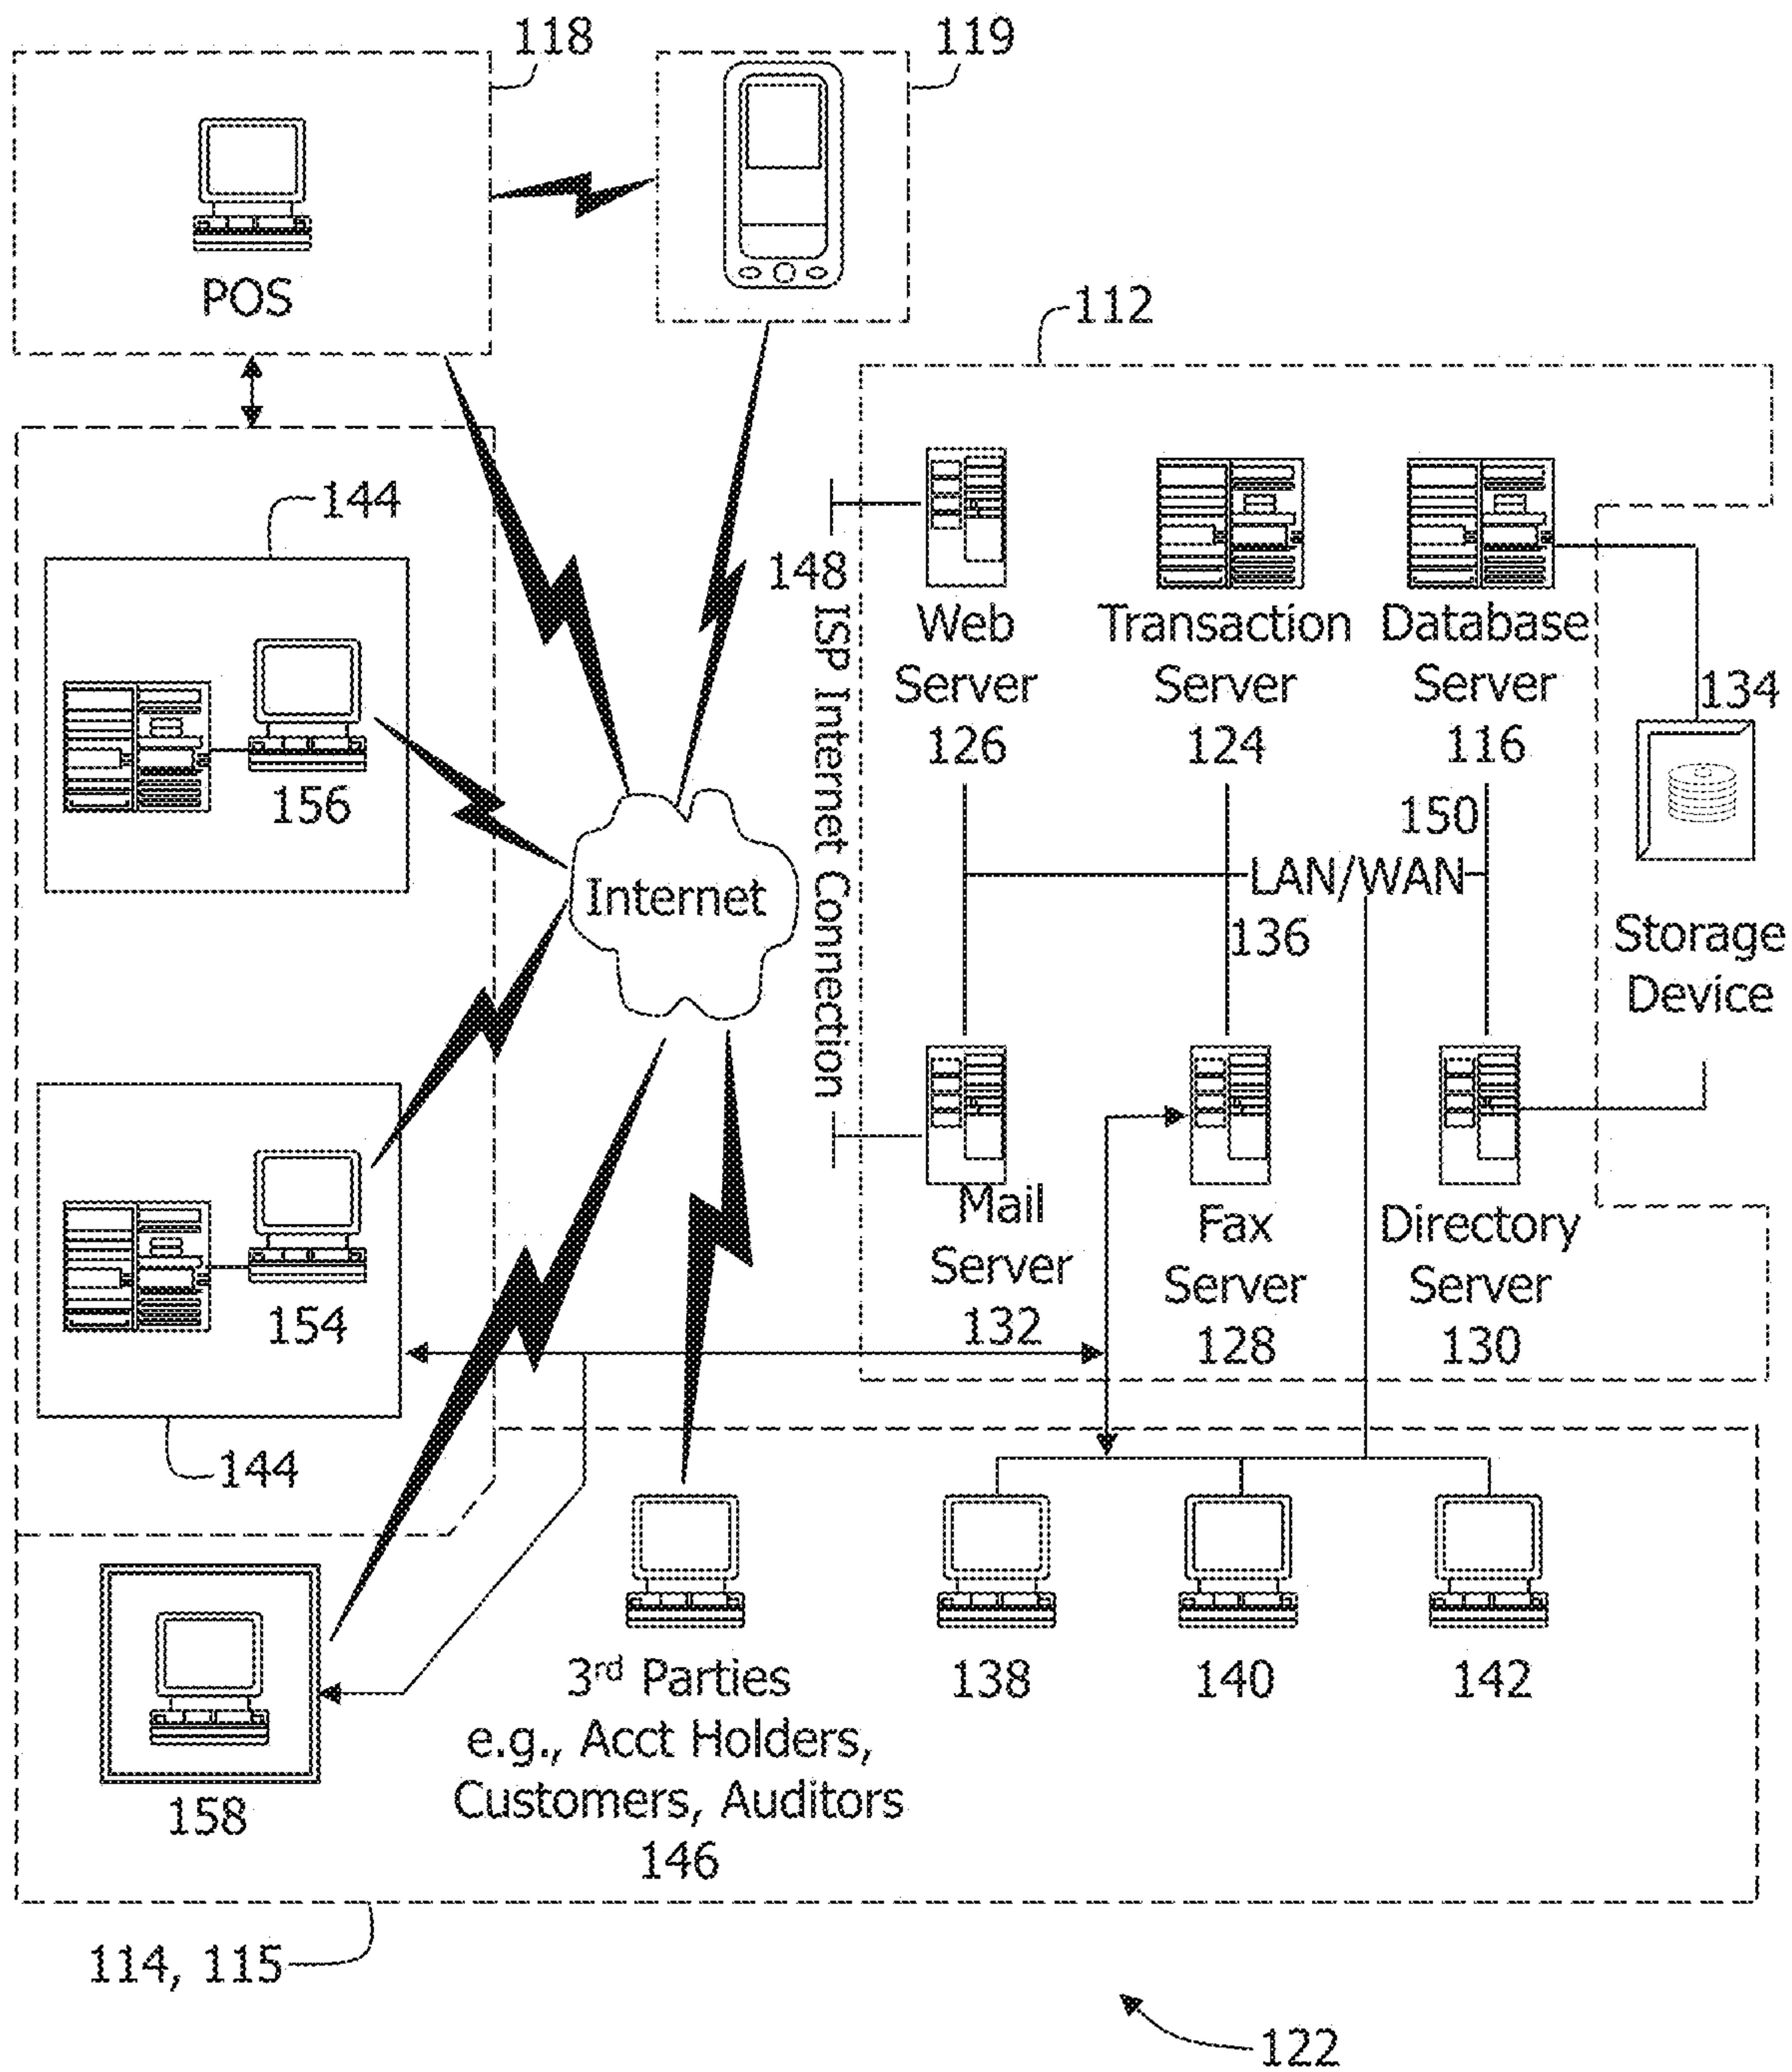 118
119
POS
112
144
148 ISP Internet Connection
Web
Server
126
Transaction
Server
124
Database
Server
116
134
156
150
Internet
LAN/WAN
136
Storage
Device
Mail
Server
132
Fax
Server
128
Directory
Server
130
154
144
158
3rd Parties
e.g., Acct Holders,
Customers, Auditors
146
138
140
142
114, 115
122